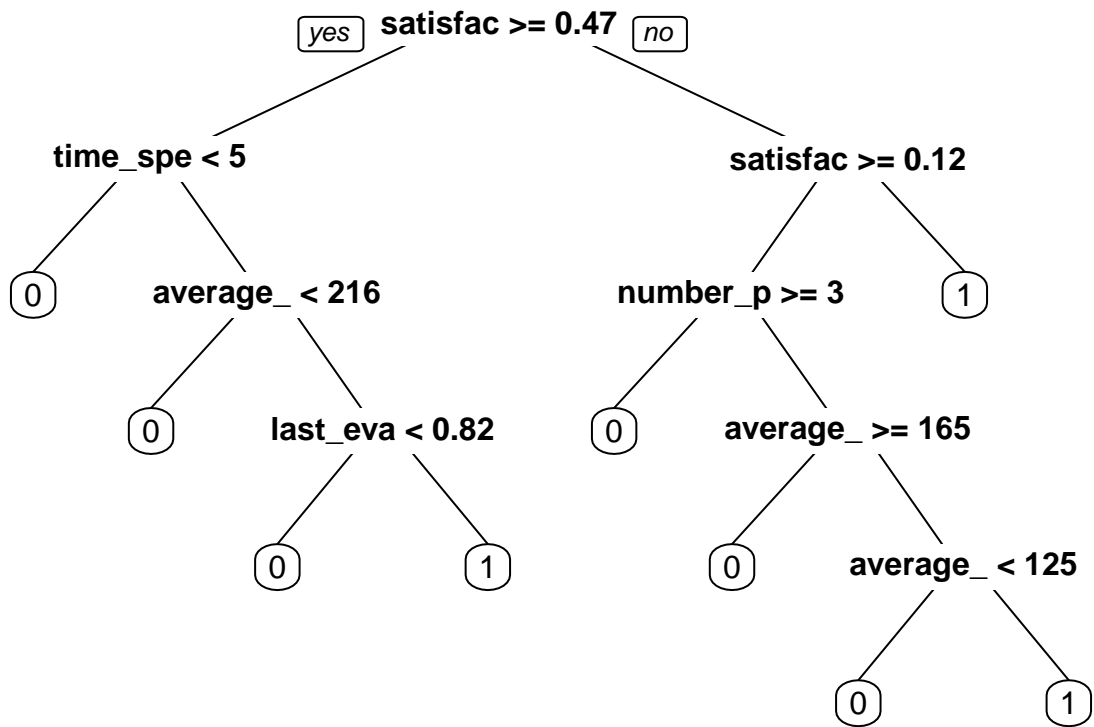 yes satisfac >= 0.47 no
time_spe < 5 satisfac >= 0.12
0 average_ < 216 number_p >= 3 1
0 last_eva < 0.82 0 average_ >= 165
0 1 0 average_ < 125
0 1